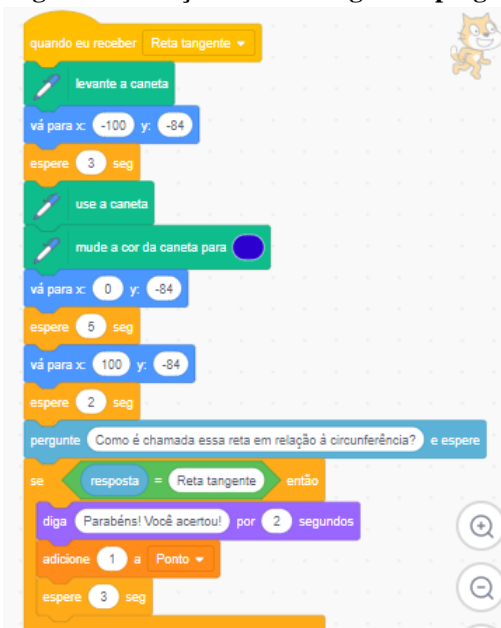 quando eu receber Reta tangente
levante a caneta
vá para x: -100 y: -84
espere 3 seg
use a caneta
mude a cor da caneta para
vá para x: 0 y: -84
espere 5 seg
vá para x: 100 y: -84
espere 2 seg
pergunte Como é chamada essa reta em relação à circunferência? e espere
se resposta = Reta tangente então
diga Parabéns! Você acertou! por 2 segundos
adicione 1 a Ponto
espere 3 seg